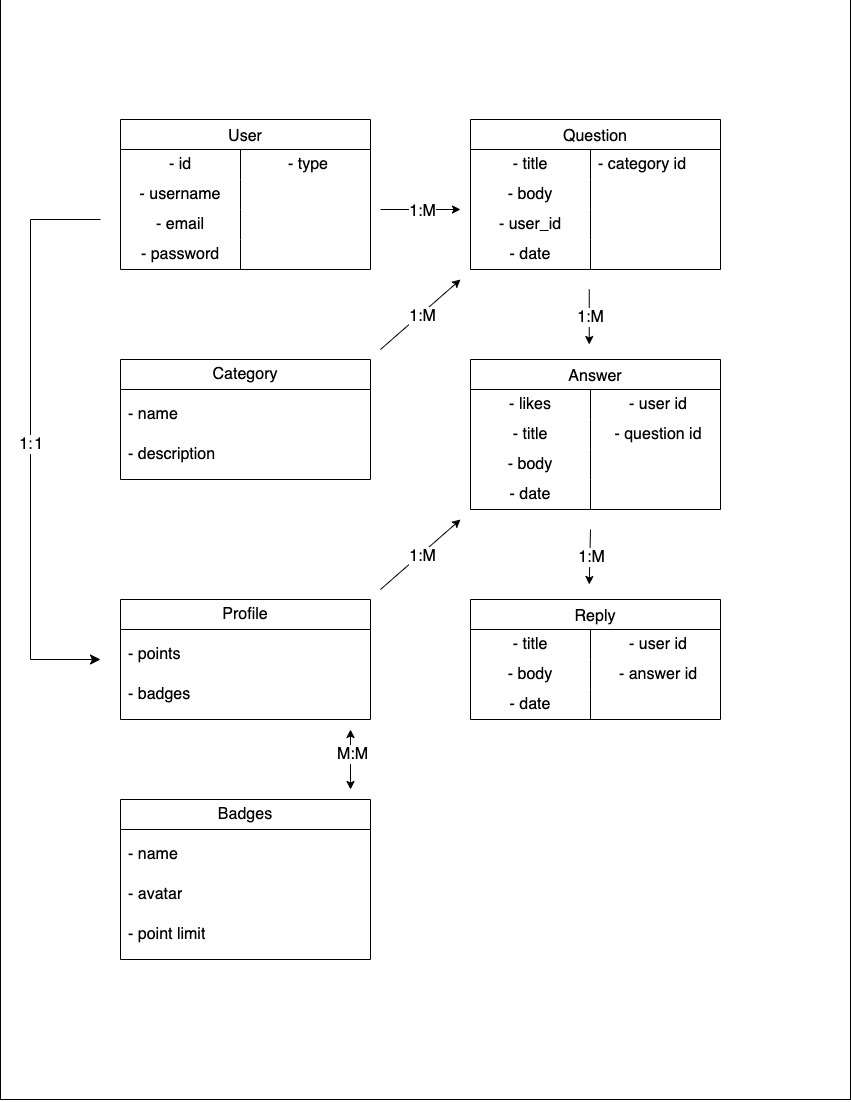 User
- id
- type
- username
- email
- password
1:M
Question
- title
- category id
- body
- user_id
- date
1:M
1:M
Category
- name
- description
Answer
- likes
- user id
- title
- question id
- body
- date
1:1
1:M
1:M
Profile
- points
- badges
Reply
- title
- user id
- body
- answer id
- date
M:M
Badges
- name
- avatar
- point limit